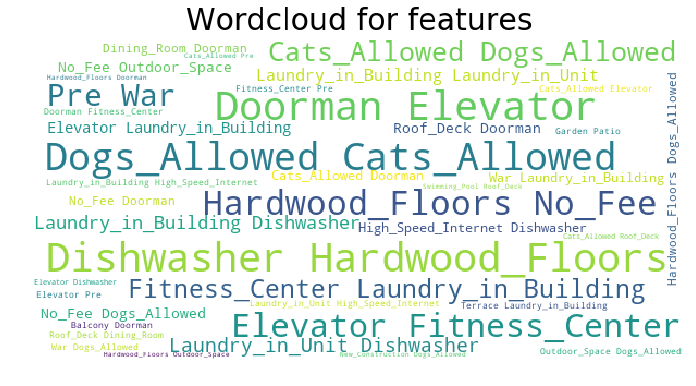 Wordcloud for features
Dining_Room Doorman
Cats_Allowed Dogs_Allowed
Cats_Allowed Pre
No_Fee Outdoor_Space
Laundry_in_Building Laundry_in_Unit
Hardwood_Floors Doorman
Pre War
Fitness_Center Pre
Cats_Allowed Elevator
Doorman Elevator
Doorman Fitness_Center
Elevator Laundry_in_Building
Roof_Deck Doorman
Garden Patio
Hardwood_Floors Dogs_Allowed
Dogs_Allowed Cats_Allowed
Laundry_in_Building High_Speed_Internet
Cats_Allowed Doorman
War Laundry_in_Building
Swimming_Pool Roof_Deck
No_Fee Doorman
Hardwood_Floors No_Fee
Laundry_in_Building Dishwasher
High_Speed_Internet Dishwasher
Cats_Allowed Roof_Deck
Dishwasher Hardwood_Floors
Elevator Dishwasher
Fitness_Center Laundry_in_Building
Elevator Pre
Laundry_in_Unit High_Speed_Internet
Terrace Laundry_in_Building
No_Fee Dogs_Allowed
Elevator Fitness_Center
Balcony Doorman
Roof_Deck Dining_Room
War Dogs_Allowed
Laundry_in_Unit Dishwasher
Hardwood_Floors Outdoor_Space
New_Construction Dogs_Allowed
Outdoor_Space Dogs_Allowed